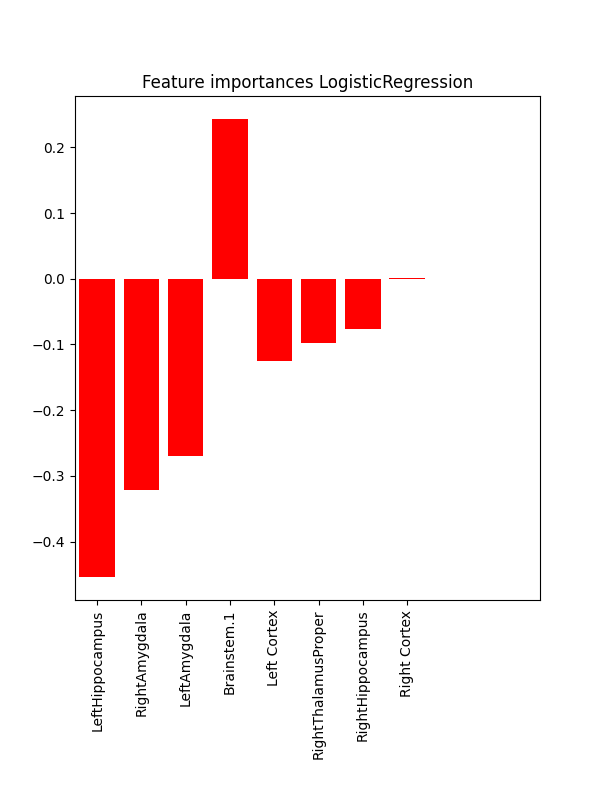 Feature importances LogisticRegression
0.2
0.1
0.0
−0.1
−0.2
−0.3
−0.4
LeftHippocampus
RightAmygdala
LeftAmygdala
Brainstem.1
Left Cortex
RightThalamusProper
RightHippocampus
Right Cortex